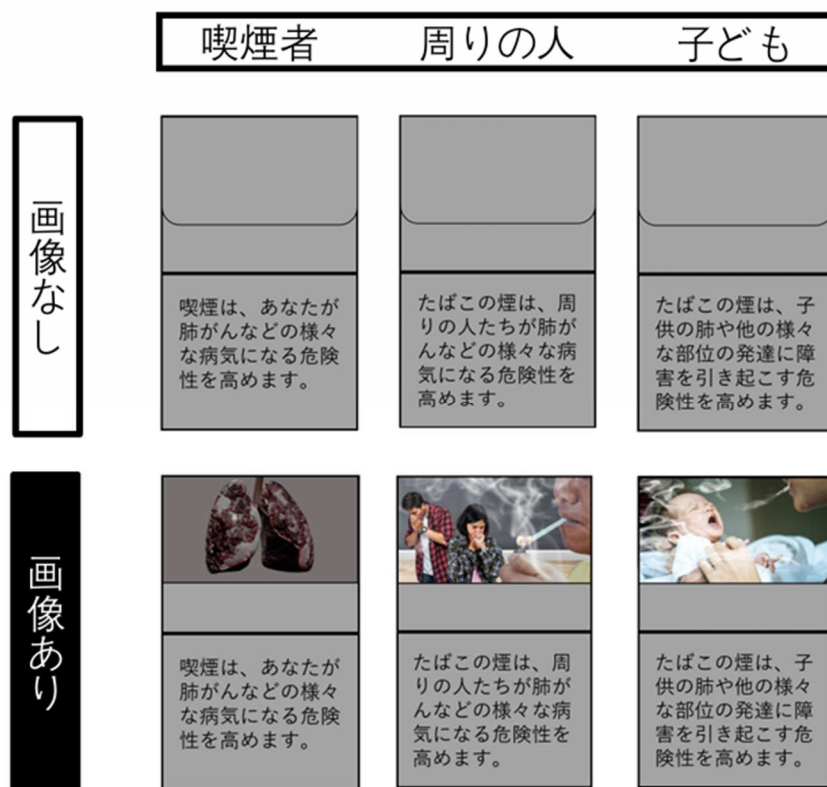 喫煙者
周りの人
子ども
画像なし
喫煙は、あなたが
肺がんなどの様々
な病気になる危険
性を高めます。
たばこの煙は、周
りの人たちが肺が
んなどの様々な病
気になる危険性を
高めます。
たばこの煙は、子
供の肺や他の様々
な部位の発達に障
害を引き起こす危
険性を高めます。
画像あり
喫煙は、あなたが
肺がんなどの様々
な病気になる危険
性を高めます。
たばこの煙は、周
りの人たちが肺が
んなどの様々な病
気になる危険性を
高めます。
たばこの煙は、子
供の肺や他の様々
な部位の発達に障
害を引き起こす危
険性を高めます。